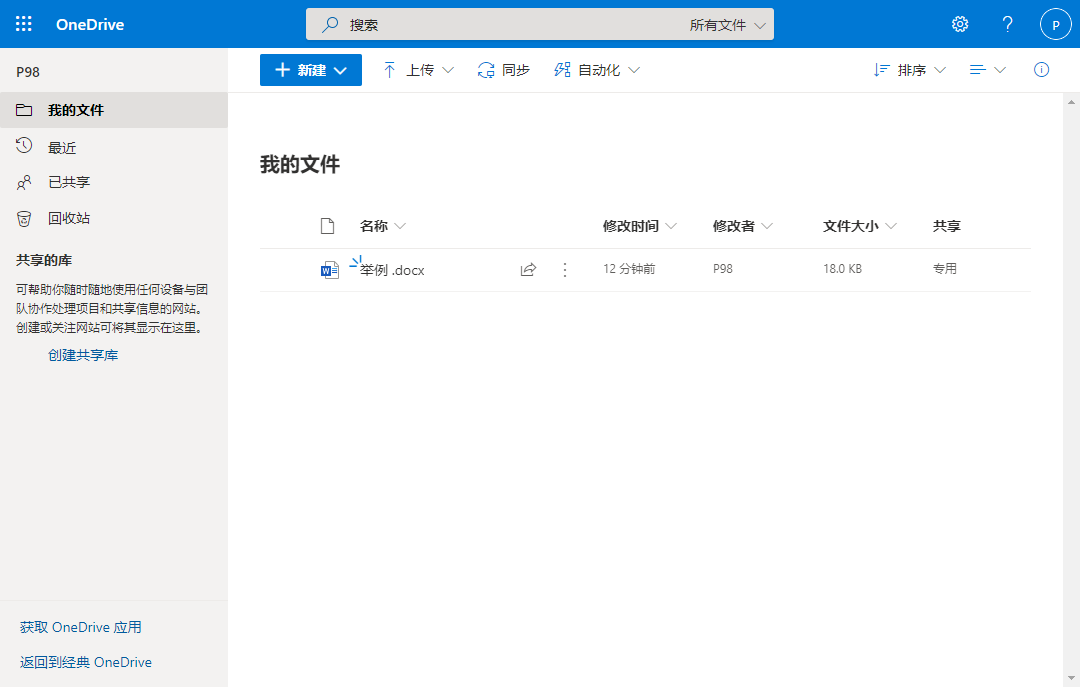 OneDrive
搜索
所有文件
P
P98
新建
上传
同步
自动化
排序
我的文件
最近
已共享
回收站
共享的库
可帮助你随时随地使用任何设备与团
队协作处理项目和共享信息的网站。
创建或关注网站可将其显示在这里。
创建共享库
获取 OneDrive 应用
返回到经典 OneDrive
我的文件
名称
修改时间
修改者
文件大小
共享
举例 .docx
12 分钟前
P98
18.0 KB
专用